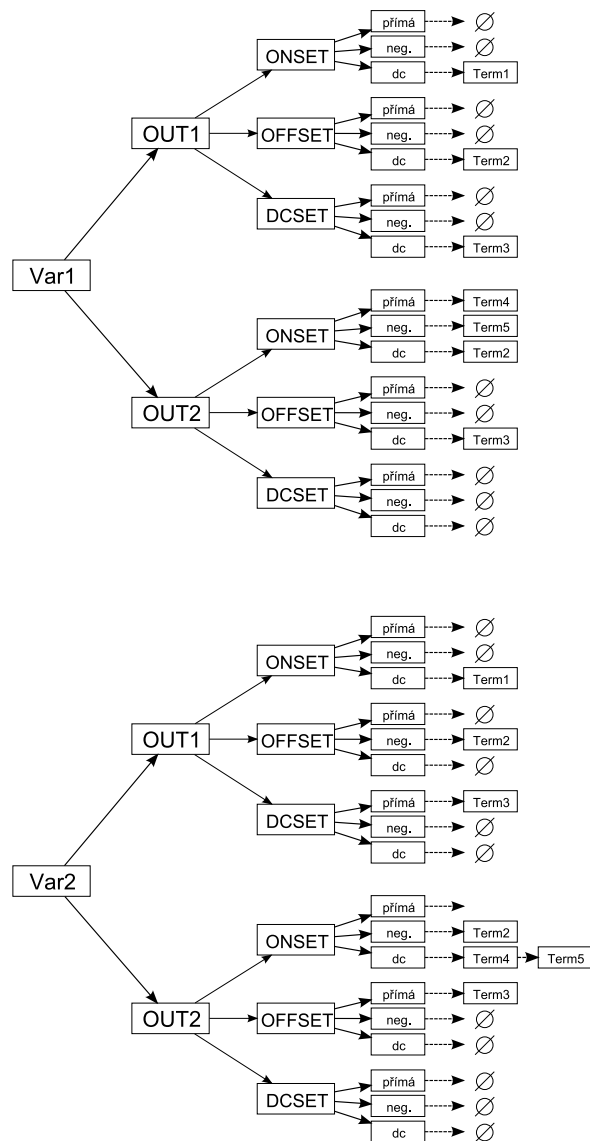 přímá ∅
ONSET neg. ∅
dc Term1
přímá ∅
OUT1 OFFSET neg. ∅
dc Term2
přímá ∅
DCSET neg. ∅
dc Term3
Var1
přímá Term4
ONSET neg. Term5
dc Term2
přímá ∅
OUT2 OFFSET neg. ∅
dc Term3
přímá ∅
DCSET neg. ∅
dc ∅
přímá ∅
ONSET neg. ∅
dc Term1
přímá ∅
OUT1 OFFSET neg. Term2
dc ∅
přímá Term3
DCSET neg. ∅
dc ∅
Var2
přímá
ONSET neg. Term2
dc Term4 Term5
přímá Term3
OUT2 OFFSET neg. ∅
dc ∅
přímá ∅
DCSET neg. ∅
dc ∅